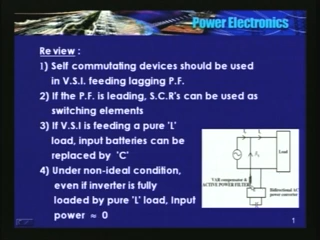 Power Electronics
Review :
1) Self commutating devices should be used
in V.S.I. feeding lagging P.F.
2) If the P.F. is leading, S.C.R's can be used as
switching elements
3) If V.S.I is feeding a pure 'L'
load, input batteries can be
replaced by 'C'
4) Under non-ideal condition,
even if inverter is fully
loaded by pure 'L' load, Input
power ≈ 0
Load
VAR compensator &
ACTIVE POWER FILTER
Bidirectional AC
power converter
1